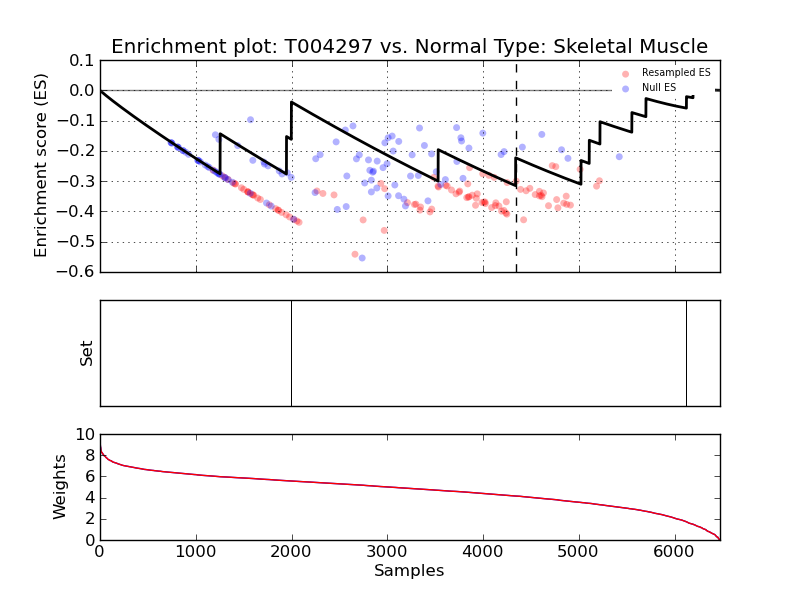 Enrichment plot: T004297 vs. Normal Type: Skeletal Muscle
Enrichment score (ES)
0.1
0.0
−0.1
−0.2
−0.3
−0.4
−0.5
−0.6
Resampled ES
Null ES
Set
Weights
10
8
6
4
2
0
0 1000 2000 3000 4000 5000 6000
Samples